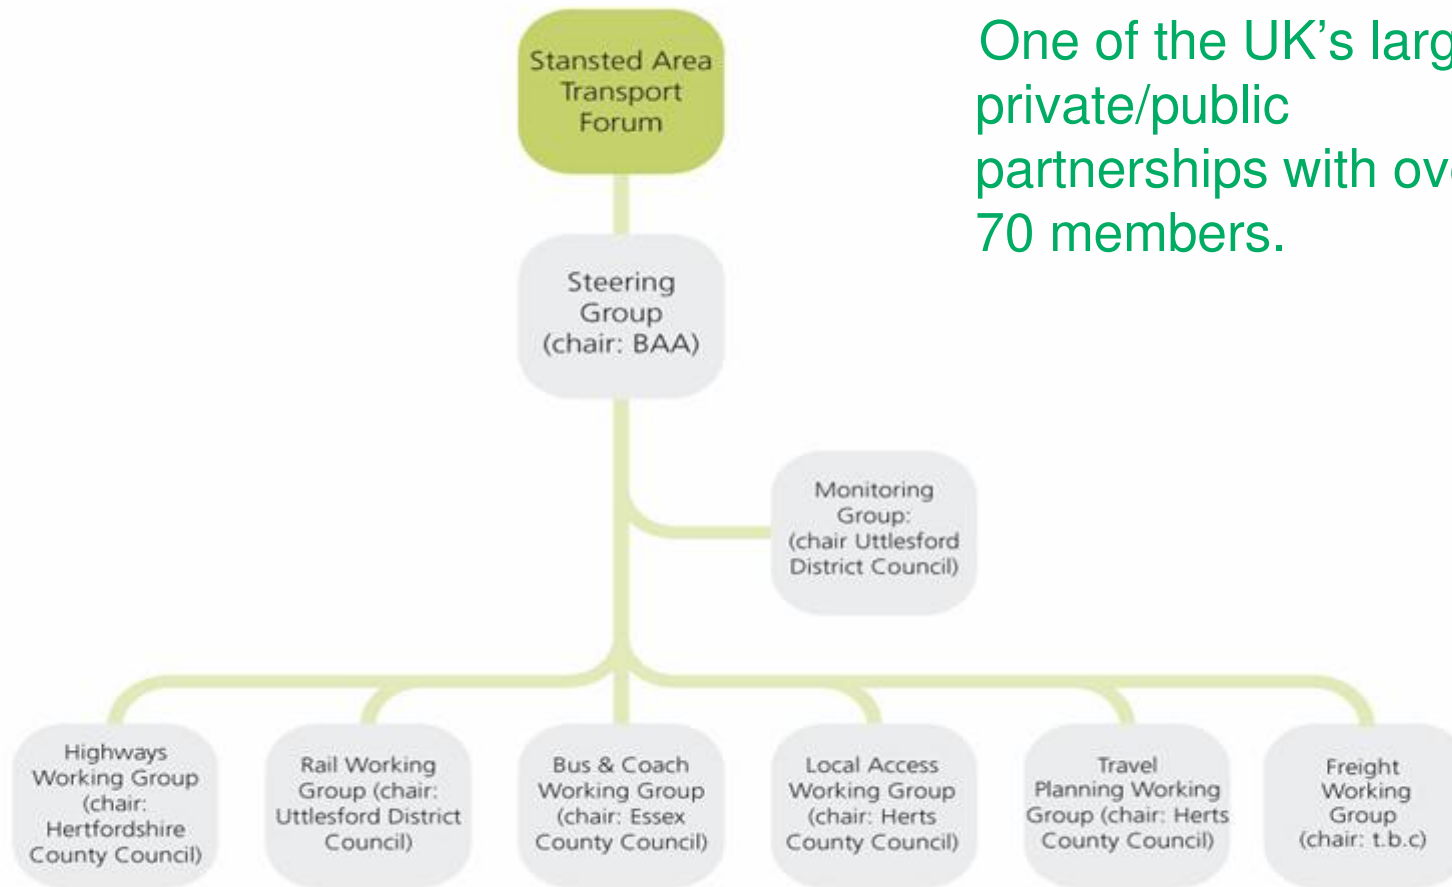 Stansted Area
Transport
Forum
One of the UK’s larg
private/public
partnerships with ov
70 members.
Steering
Group
(chair: BAA)
Monitoring
Group:
(chair Uttlesford
District Council)
Highways
Working Group
(chair:
Hertfordshire
County Council)
Rail Working
Group (chair:
Uttlesford District
Council)
Bus & Coach
Working Group
(chair: Essex
County Council)
Local Access
Working Group
(chair: Herts
County Council)
Travel
Planning Working
Group (chair: Herts
County Council)
Freight
Working
Group
(chair: t.b.c)